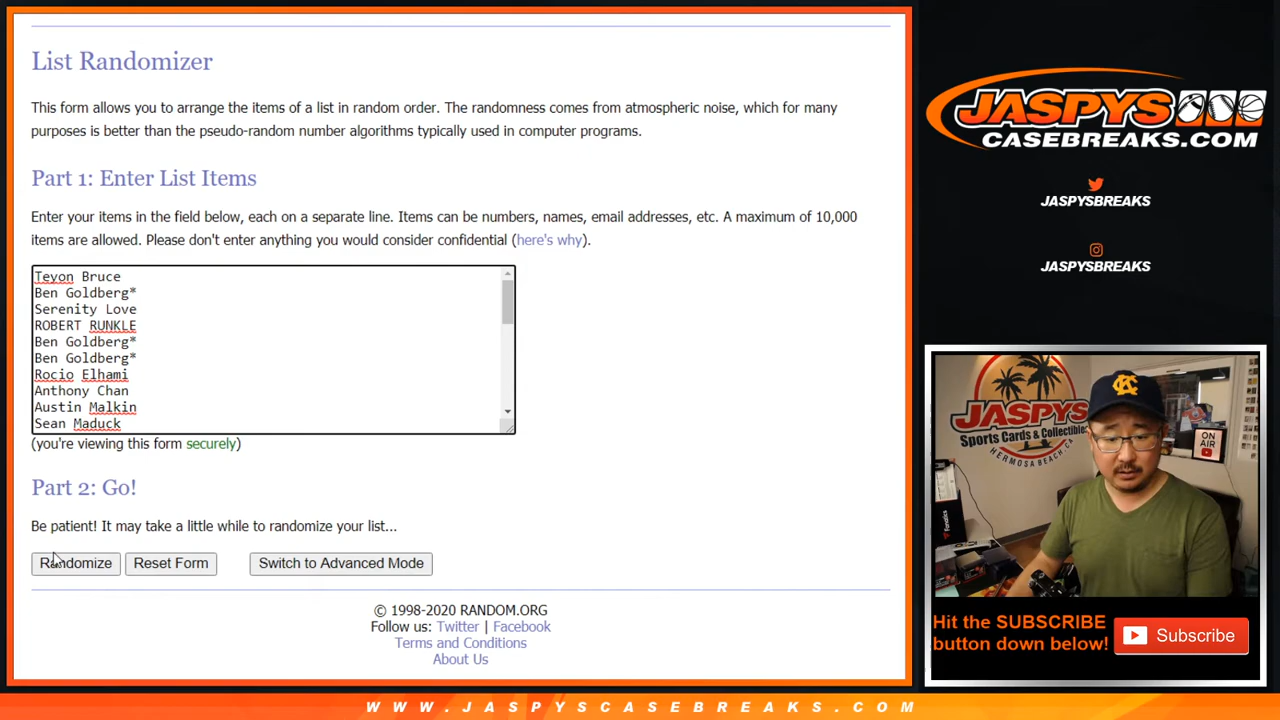 List Randomizer
This form allows you to arrange the items of a list in random order. The randomness comes from atmospheric noise, which for many
purposes is better than the pseudo-random number algorithms typically used in computer programs.
Part 1: Enter List Items
Enter your items in the field below, each on a separate line. Items can be numbers, names, email addresses, etc. A maximum of 10,000
items are allowed. Please don't enter anything you would consider confidential (here's why).
Teyon Bruce
Ben Goldberg*
Serenity Love
ROBERT RUNKLE
Ben Goldberg*
Ben Goldberg*
Rocio Elhami
Anthony Chan
Austin Malkin
Sean Maduck
(you're viewing this form securely)
Part 2: Go!
Be patient! It may take a little while to randomize your list...
Randomize
Reset Form
Switch to Advanced Mode
© 1998-2020 RANDOM.ORG
Follow us: Twitter | Facebook
Terms and Conditions
About Us
JASPYS
CASEBREAKS.COM
JASPYSBREAKS
JASPYSBREAKS
JASPYS
Sports Cards & Collectibles
HERMOSA BEACH, CA
KC
ON AIR
Fanatics
Hit the SUBSCRIBE
button down below!
Subscribe
WWW.JASPYSCASEBREAKS.COM